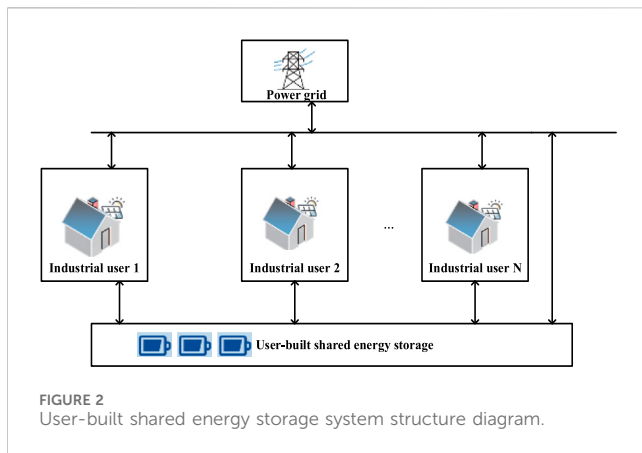 Power grid
Industrial user 1
Industrial user 2
...
Industrial user N
User-built shared energy storage
FIGURE 2
User-built shared energy storage system structure diagram.